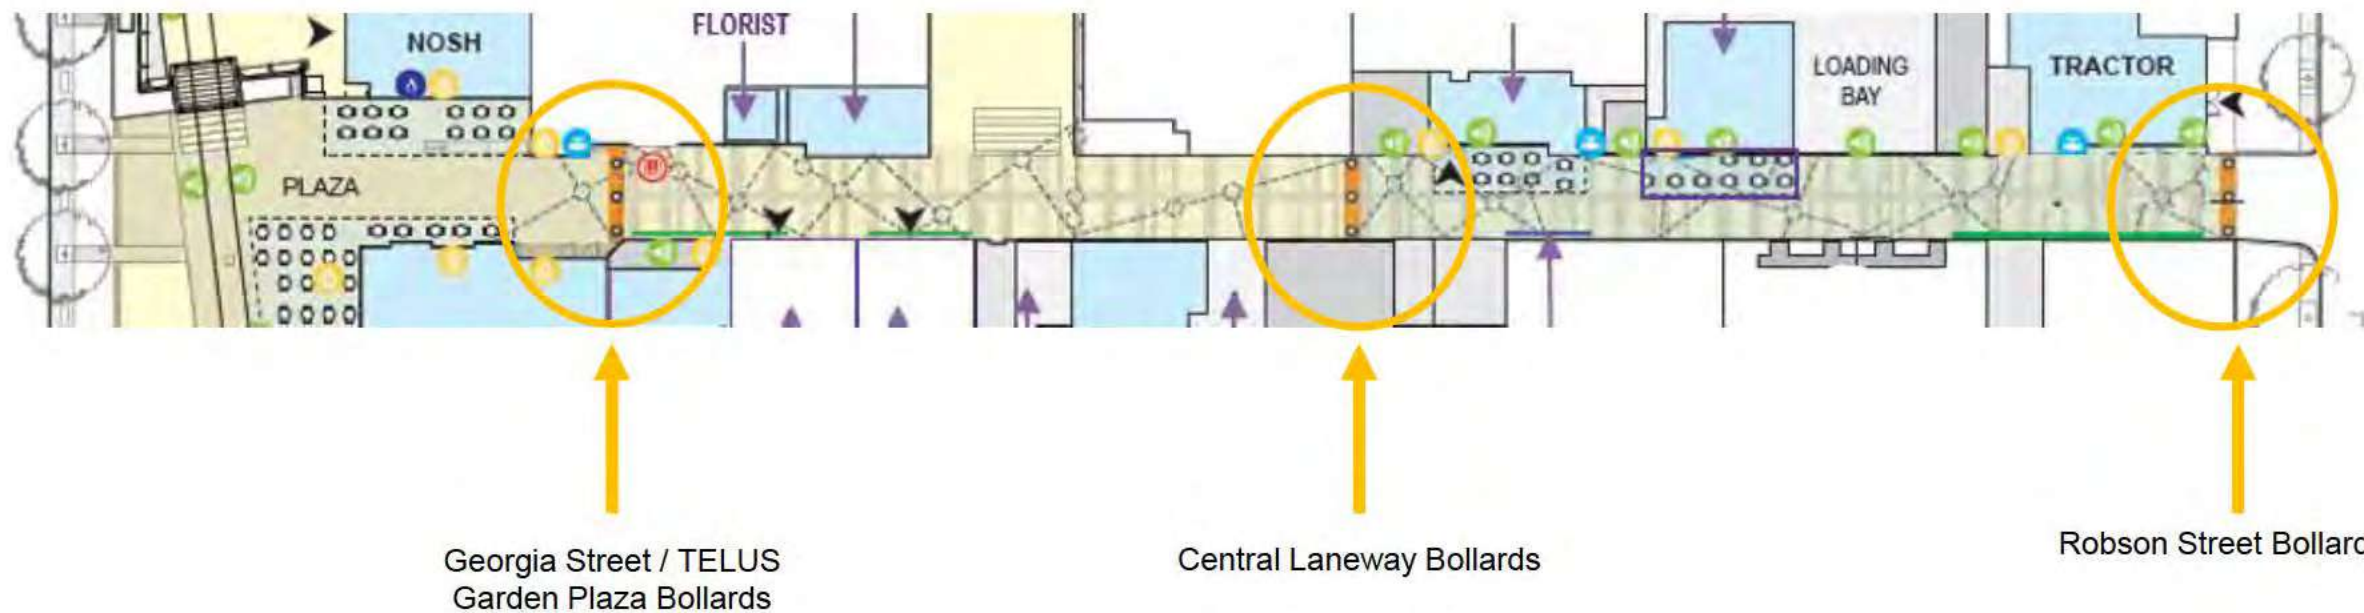 FLORIST
NOSH
LOADING
BAY
TRACTOR
PLAZA
Georgia Street / TELUS
Garden Plaza Bollards
Central Laneway Bollards
Robson Street Bollard